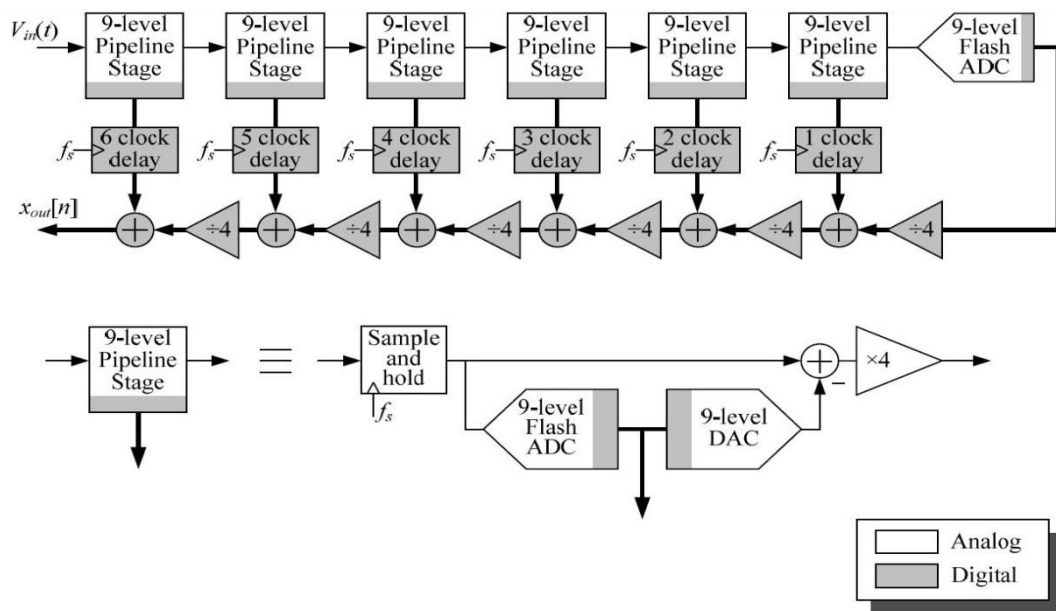 V_in(t)
9-level
Pipeline
Stage
9-level
Pipeline
Stage
9-level
Pipeline
Stage
9-level
Pipeline
Stage
9-level
Pipeline
Stage
9-level
Pipeline
Stage
9-level
Flash
ADC
f_s
6 clock
delay
f_s
5 clock
delay
f_s
4 clock
delay
f_s
3 clock
delay
f_s
2 clock
delay
f_s
1 clock
delay
x_out[n]
+
÷4
+
÷4
+
÷4
+
÷4
+
÷4
+
÷4
9-level
Pipeline
Stage
≡
Sample
and
hold
f_s
9-level
Flash
ADC
9-level
DAC
+
−
×4
Analog
Digital